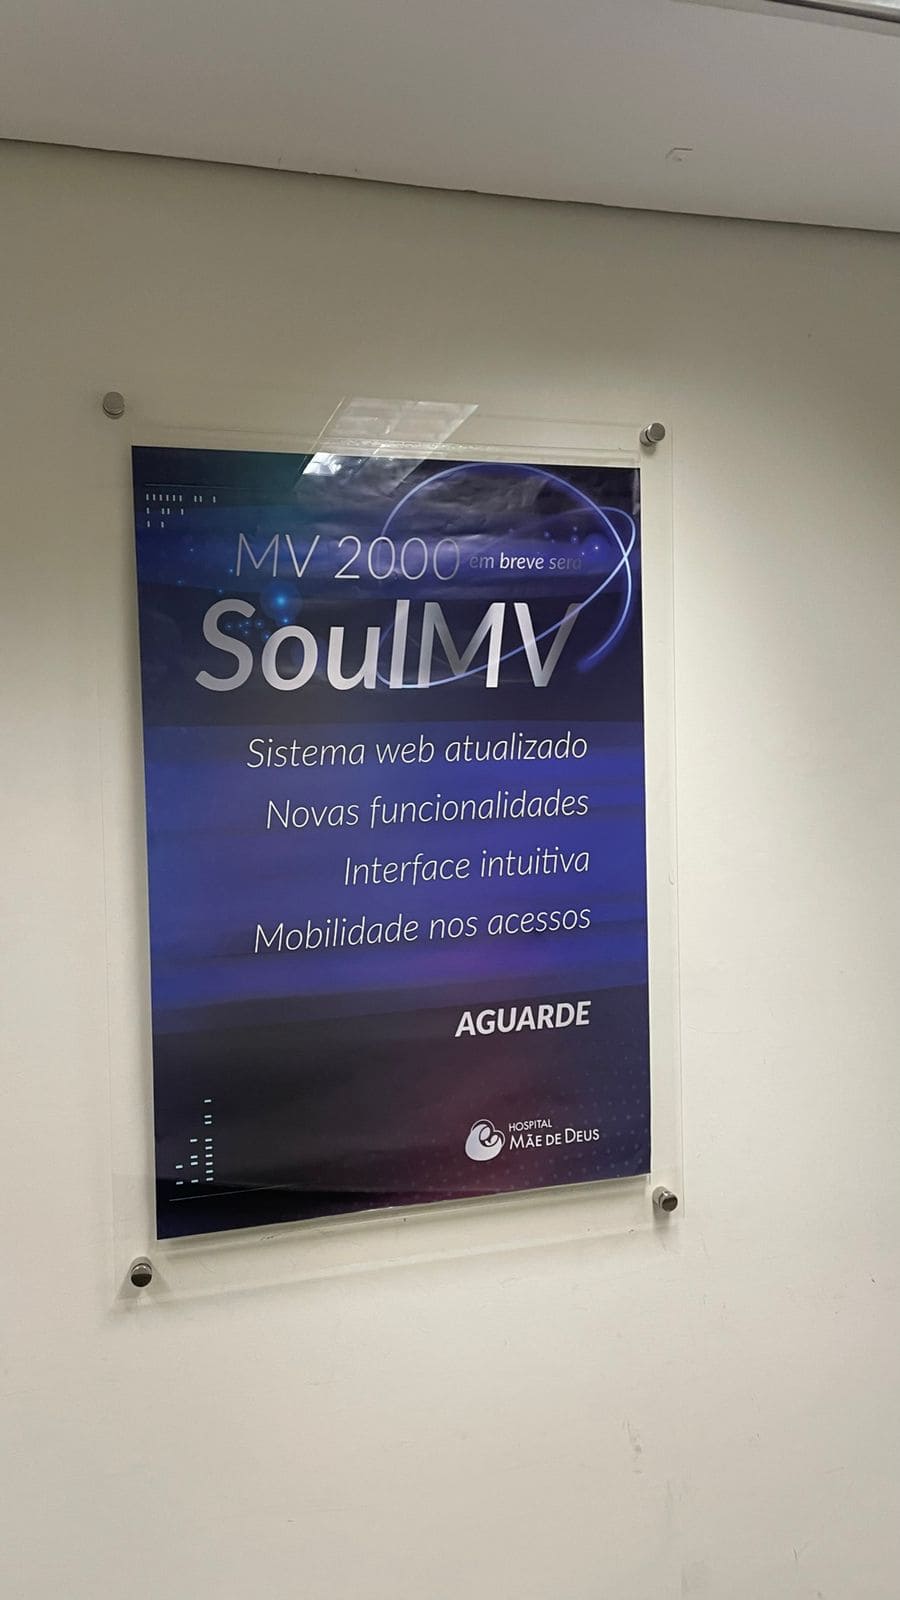 MV 2000 em breve será
SoulMV
Sistema web atualizado
Novas funcionalidades
Interface intuitiva
Mobilidade nos acessos
AGUARDE
HOSPITAL
MÃE DE DEUS